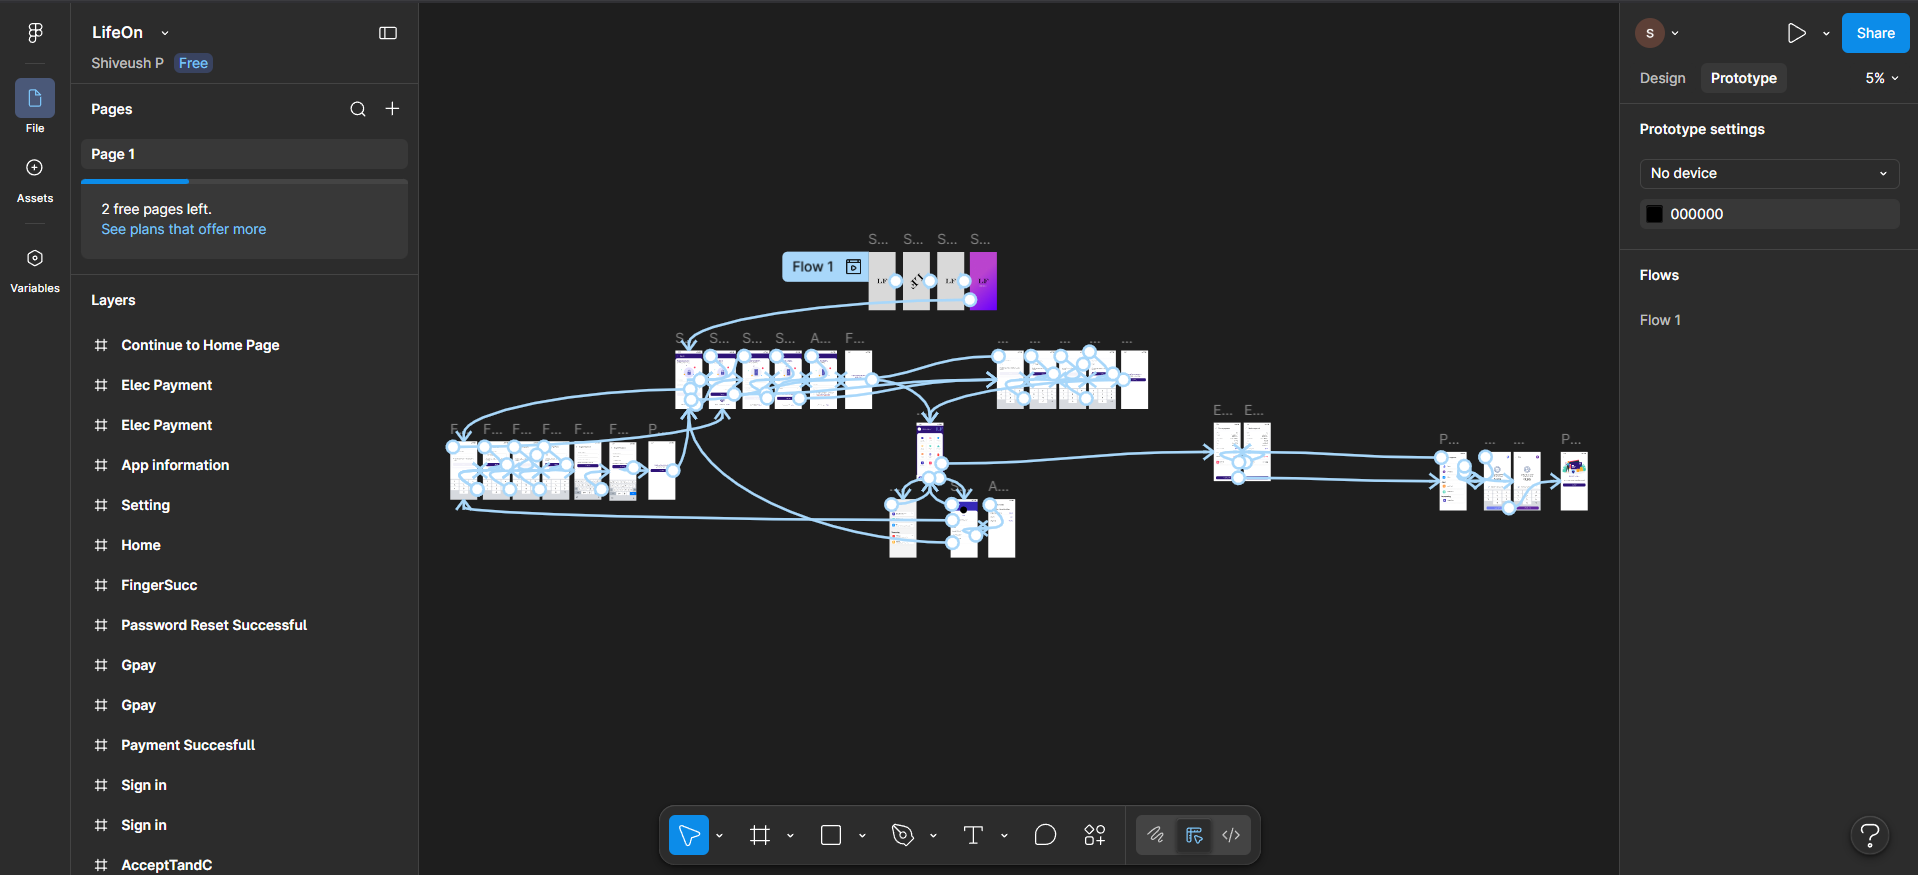 LifeOn
Shiveush P Free
File
Assets
Variables
Pages
Page 1
2 free pages left.
See plans that offer more
Layers
Continue to Home Page
Elec Payment
Elec Payment
App information
Setting
Home
FingerSucc
Password Reset Successful
Gpay
Gpay
Payment Succesfull
Sign in
Sign in
AcceptTandC
S... S... S... S...
Flow 1
LF LF LF
S... S... S... S... A... F... ... ... ... ... ...
E... E...
F... F... F... F... F... F... P...
P... ... ... P...
A...
S
Share
Design Prototype 5%
Prototype settings
No device
000000
Flows
Flow 1